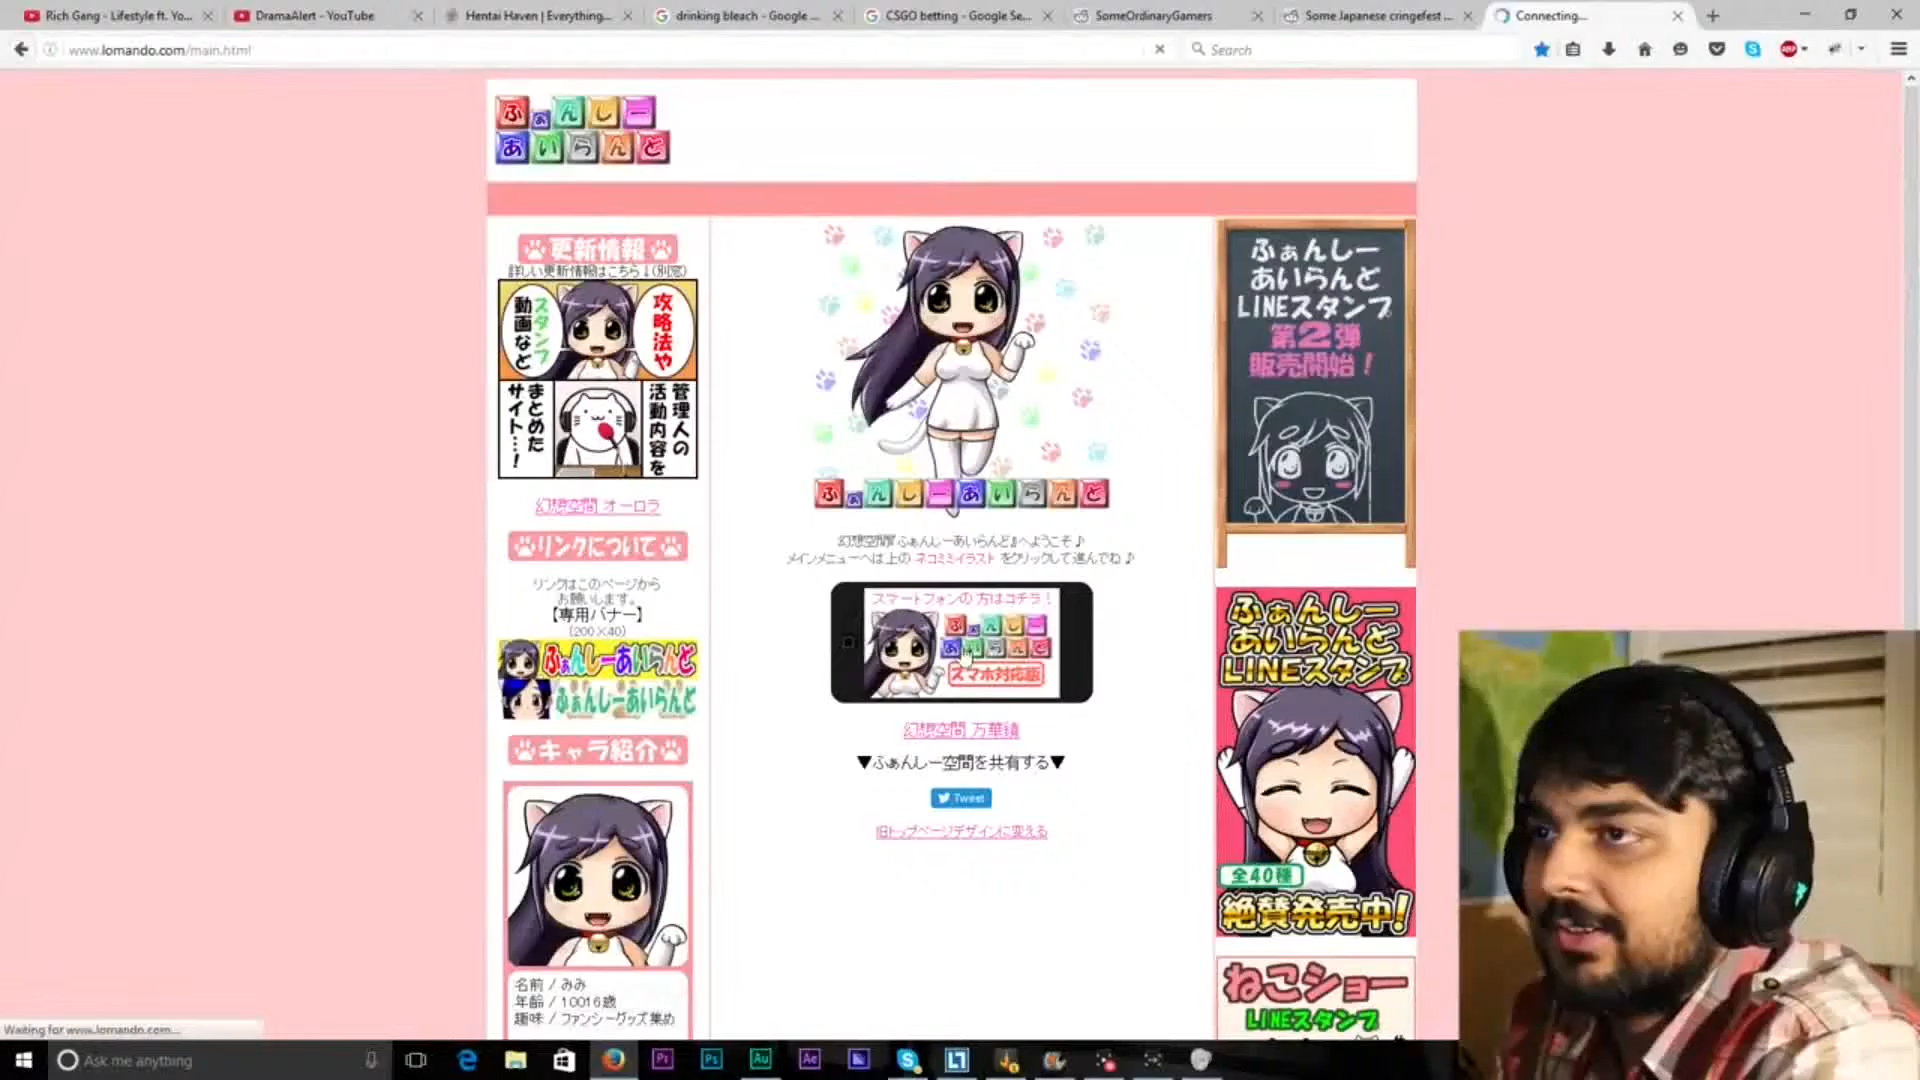 Rich Gang - Lifestyle ft. Yo...
DramaAlert - YouTube
Hentai Haven | Everything...
drinking bleach - Google ...
CSGO betting - Google Se...
SomeOrdinaryGamers
Some Japanese cringefest ...
Connecting...
www.lomando.com/main.html
Search
ABP
ふぁんしー
あいらんど
更新情報
詳しい更新情報はこちら↓(別窓)
攻略法や
スタンプ
動画など
管理人の
活動内容を
まとめた
サイト…!
幻想空間 オーロラ
リンクについて
リンクはこのページから
お願いします。
【専用バナー】
(200×40)
ふぁんしーあいらんど
ふぁんしーあいらんど
キャラ紹介
名前 / みみ
年齢 / 10016歳
趣味 / ファンシーグッズ集め
ふぁんしーあいらんど
幻想空間『ふぁんしーあいらんど』へようこそ♪
メインメニューへは上の ネコミミイラスト をクリックして進んでね♪
スマートフォンの方はコチラ!
ふぁんしー
あいらんど
スマホ対応版
幻想空間 万華鏡
▼ふぁんしー空間を共有する▼
Tweet
旧トップページデザインに変える
ふぁんしー
あいらんど
LINEスタンプ
第2弾
販売開始!
ふぁんしー
あいらんど
LINEスタンプ
全40種
絶賛発売中!
ねこショー
LINEスタンプ
Waiting for www.lomando.com...
Ask me anything
Pr
Ps
Au
Ae